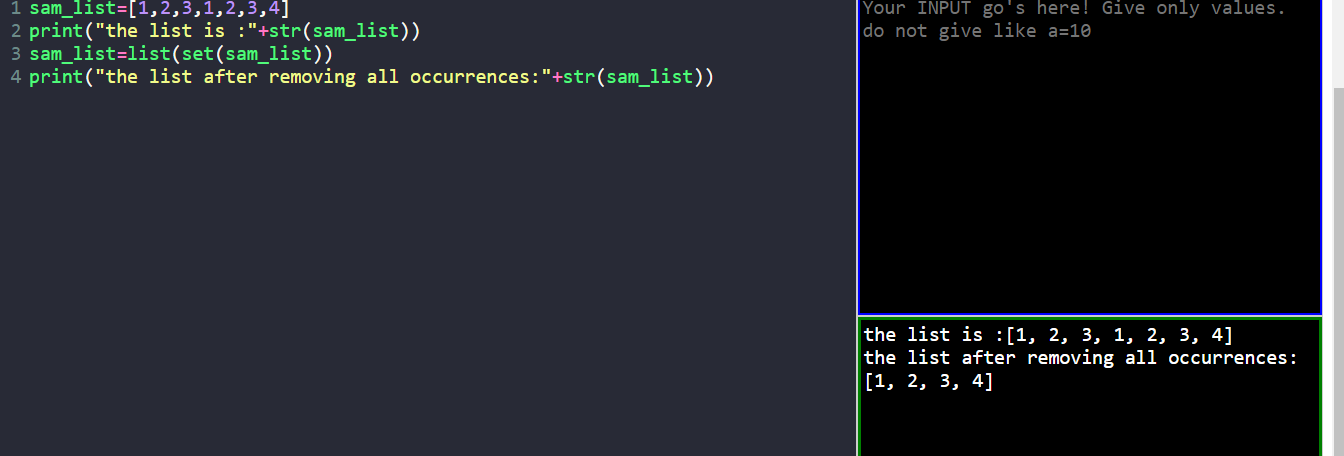 1 sam_list=[1,2,3,1,2,3,4]
2 print("the list is :"+str(sam_list))
3 sam_list=list(set(sam_list))
4 print("the list after removing all occurrences:"+str(sam_list))
Your INPUT go's here! Give only values.
do not give like a=10
the list is :[1, 2, 3, 1, 2, 3, 4]
the list after removing all occurrences:
[1, 2, 3, 4]